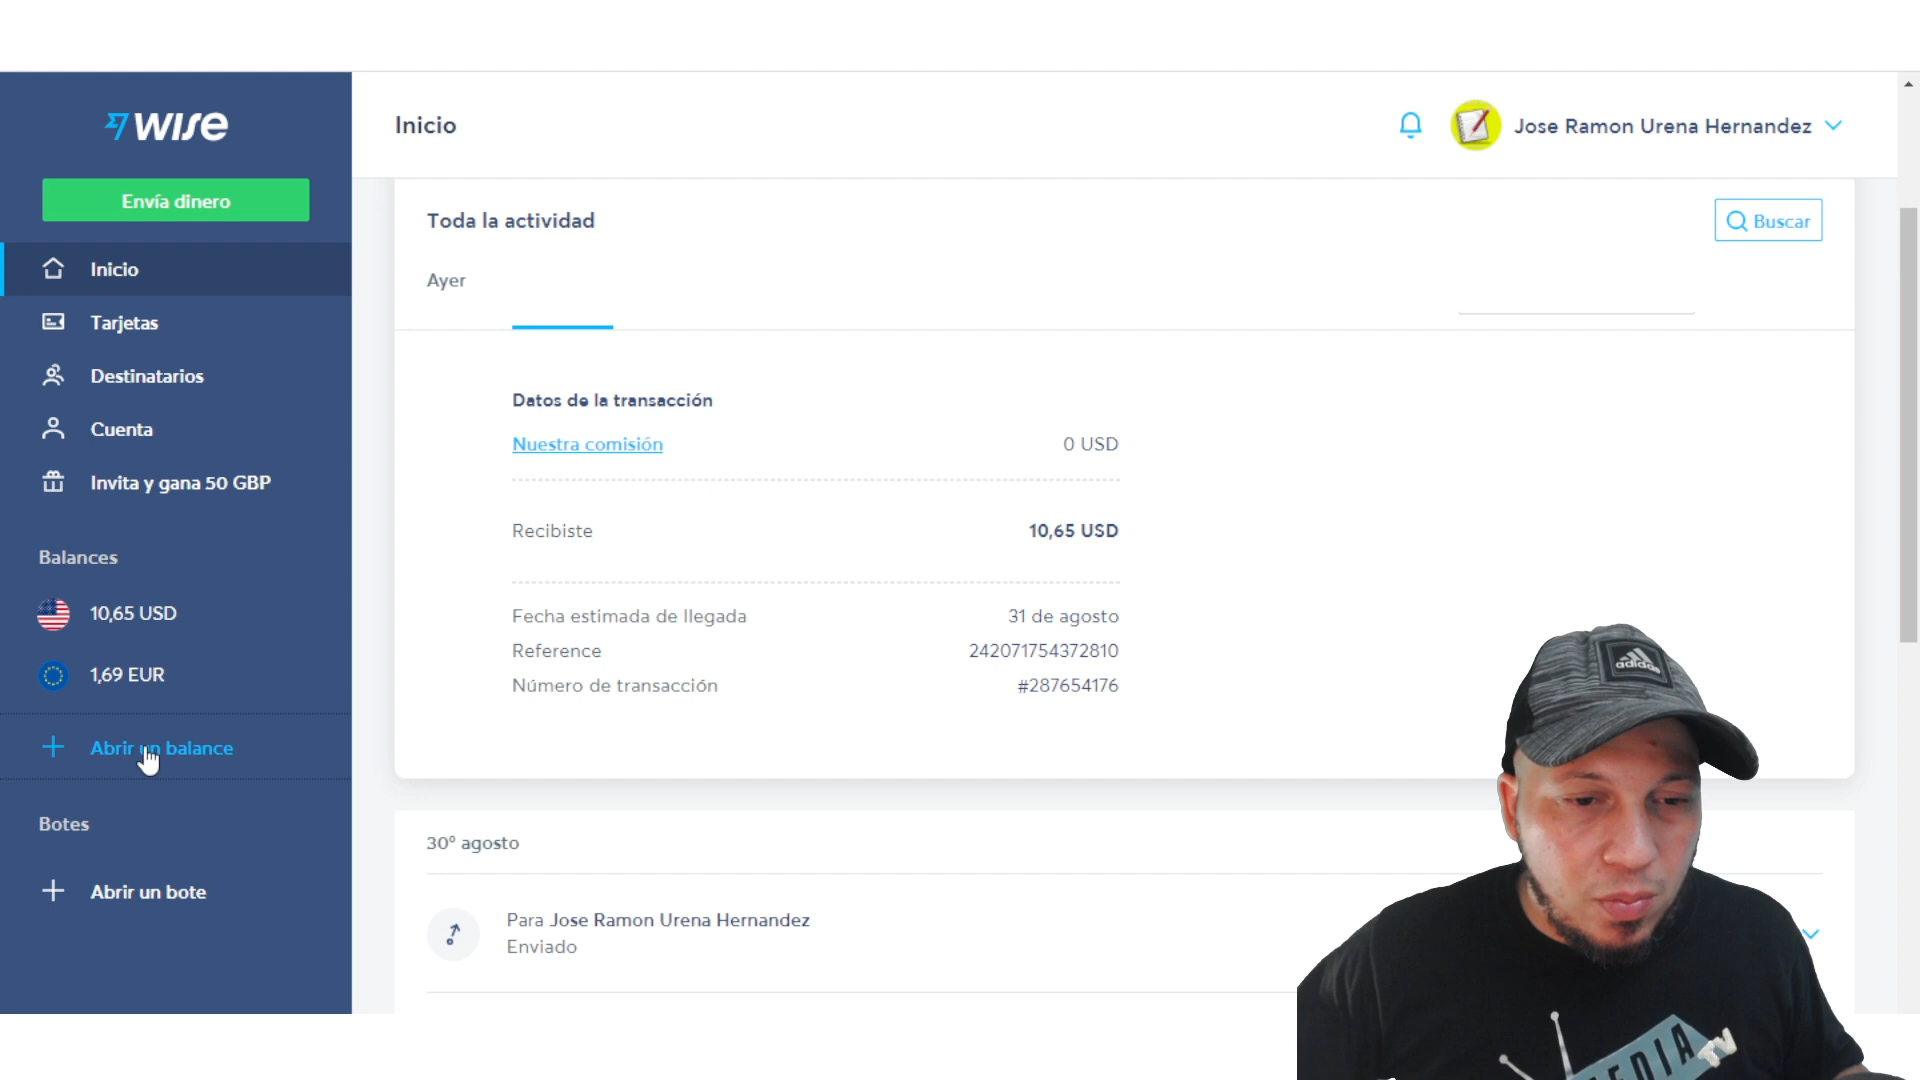 wise
Inicio
Jose Ramon Urena Hernandez
Envía dinero
Inicio
Tarjetas
Destinatarios
Cuenta
Invita y gana 50 GBP
Balances
10,65 USD
1,69 EUR
Abrir un balance
Botes
Abrir un bote
Toda la actividad
Buscar
Ayer
Datos de la transacción
Nuestra comisión
0 USD
Recibiste
10,65 USD
Fecha estimada de llegada
31 de agosto
Reference
242071754372810
Número de transacción
#287654176
30º agosto
Para Jose Ramon Urena Hernandez
Enviado
adidas
TV